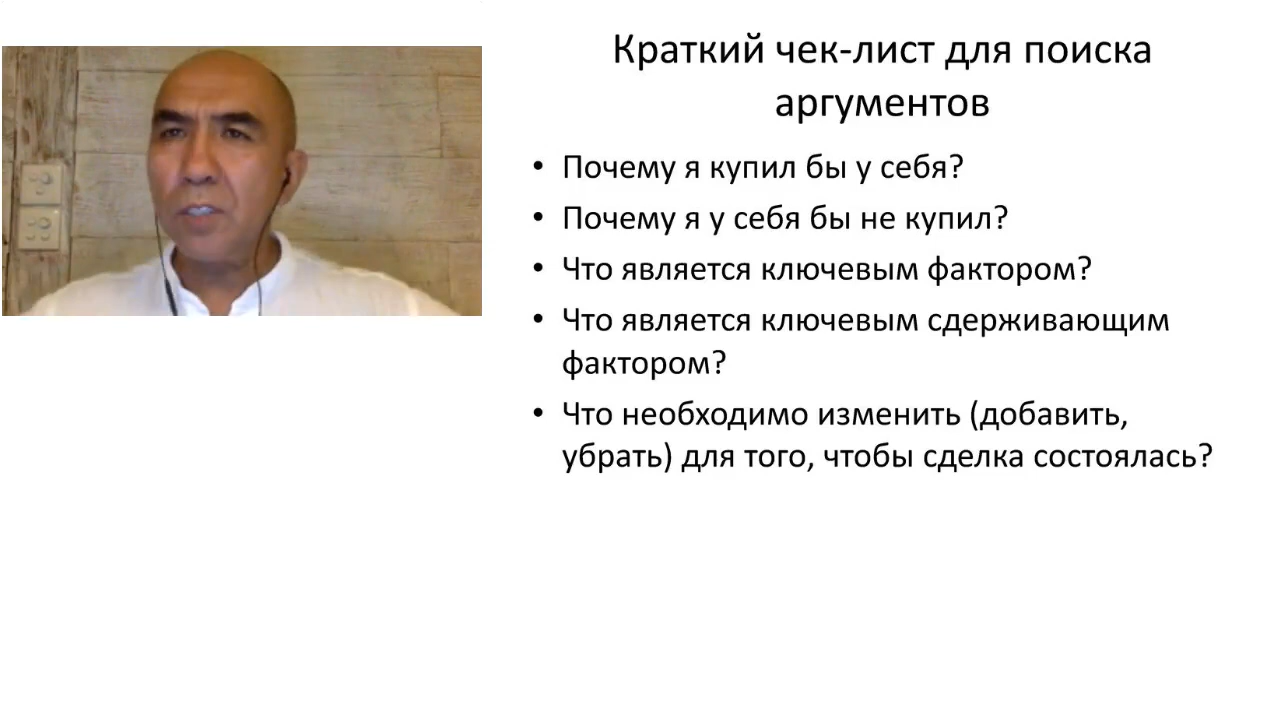 Краткий чек-лист для поиска
аргументов
• Почему я купил бы у себя?
• Почему я у себя бы не купил?
• Что является ключевым фактором?
• Что является ключевым сдерживающим
фактором?
• Что необходимо изменить (добавить,
убрать) для того, чтобы сделка состоялась?